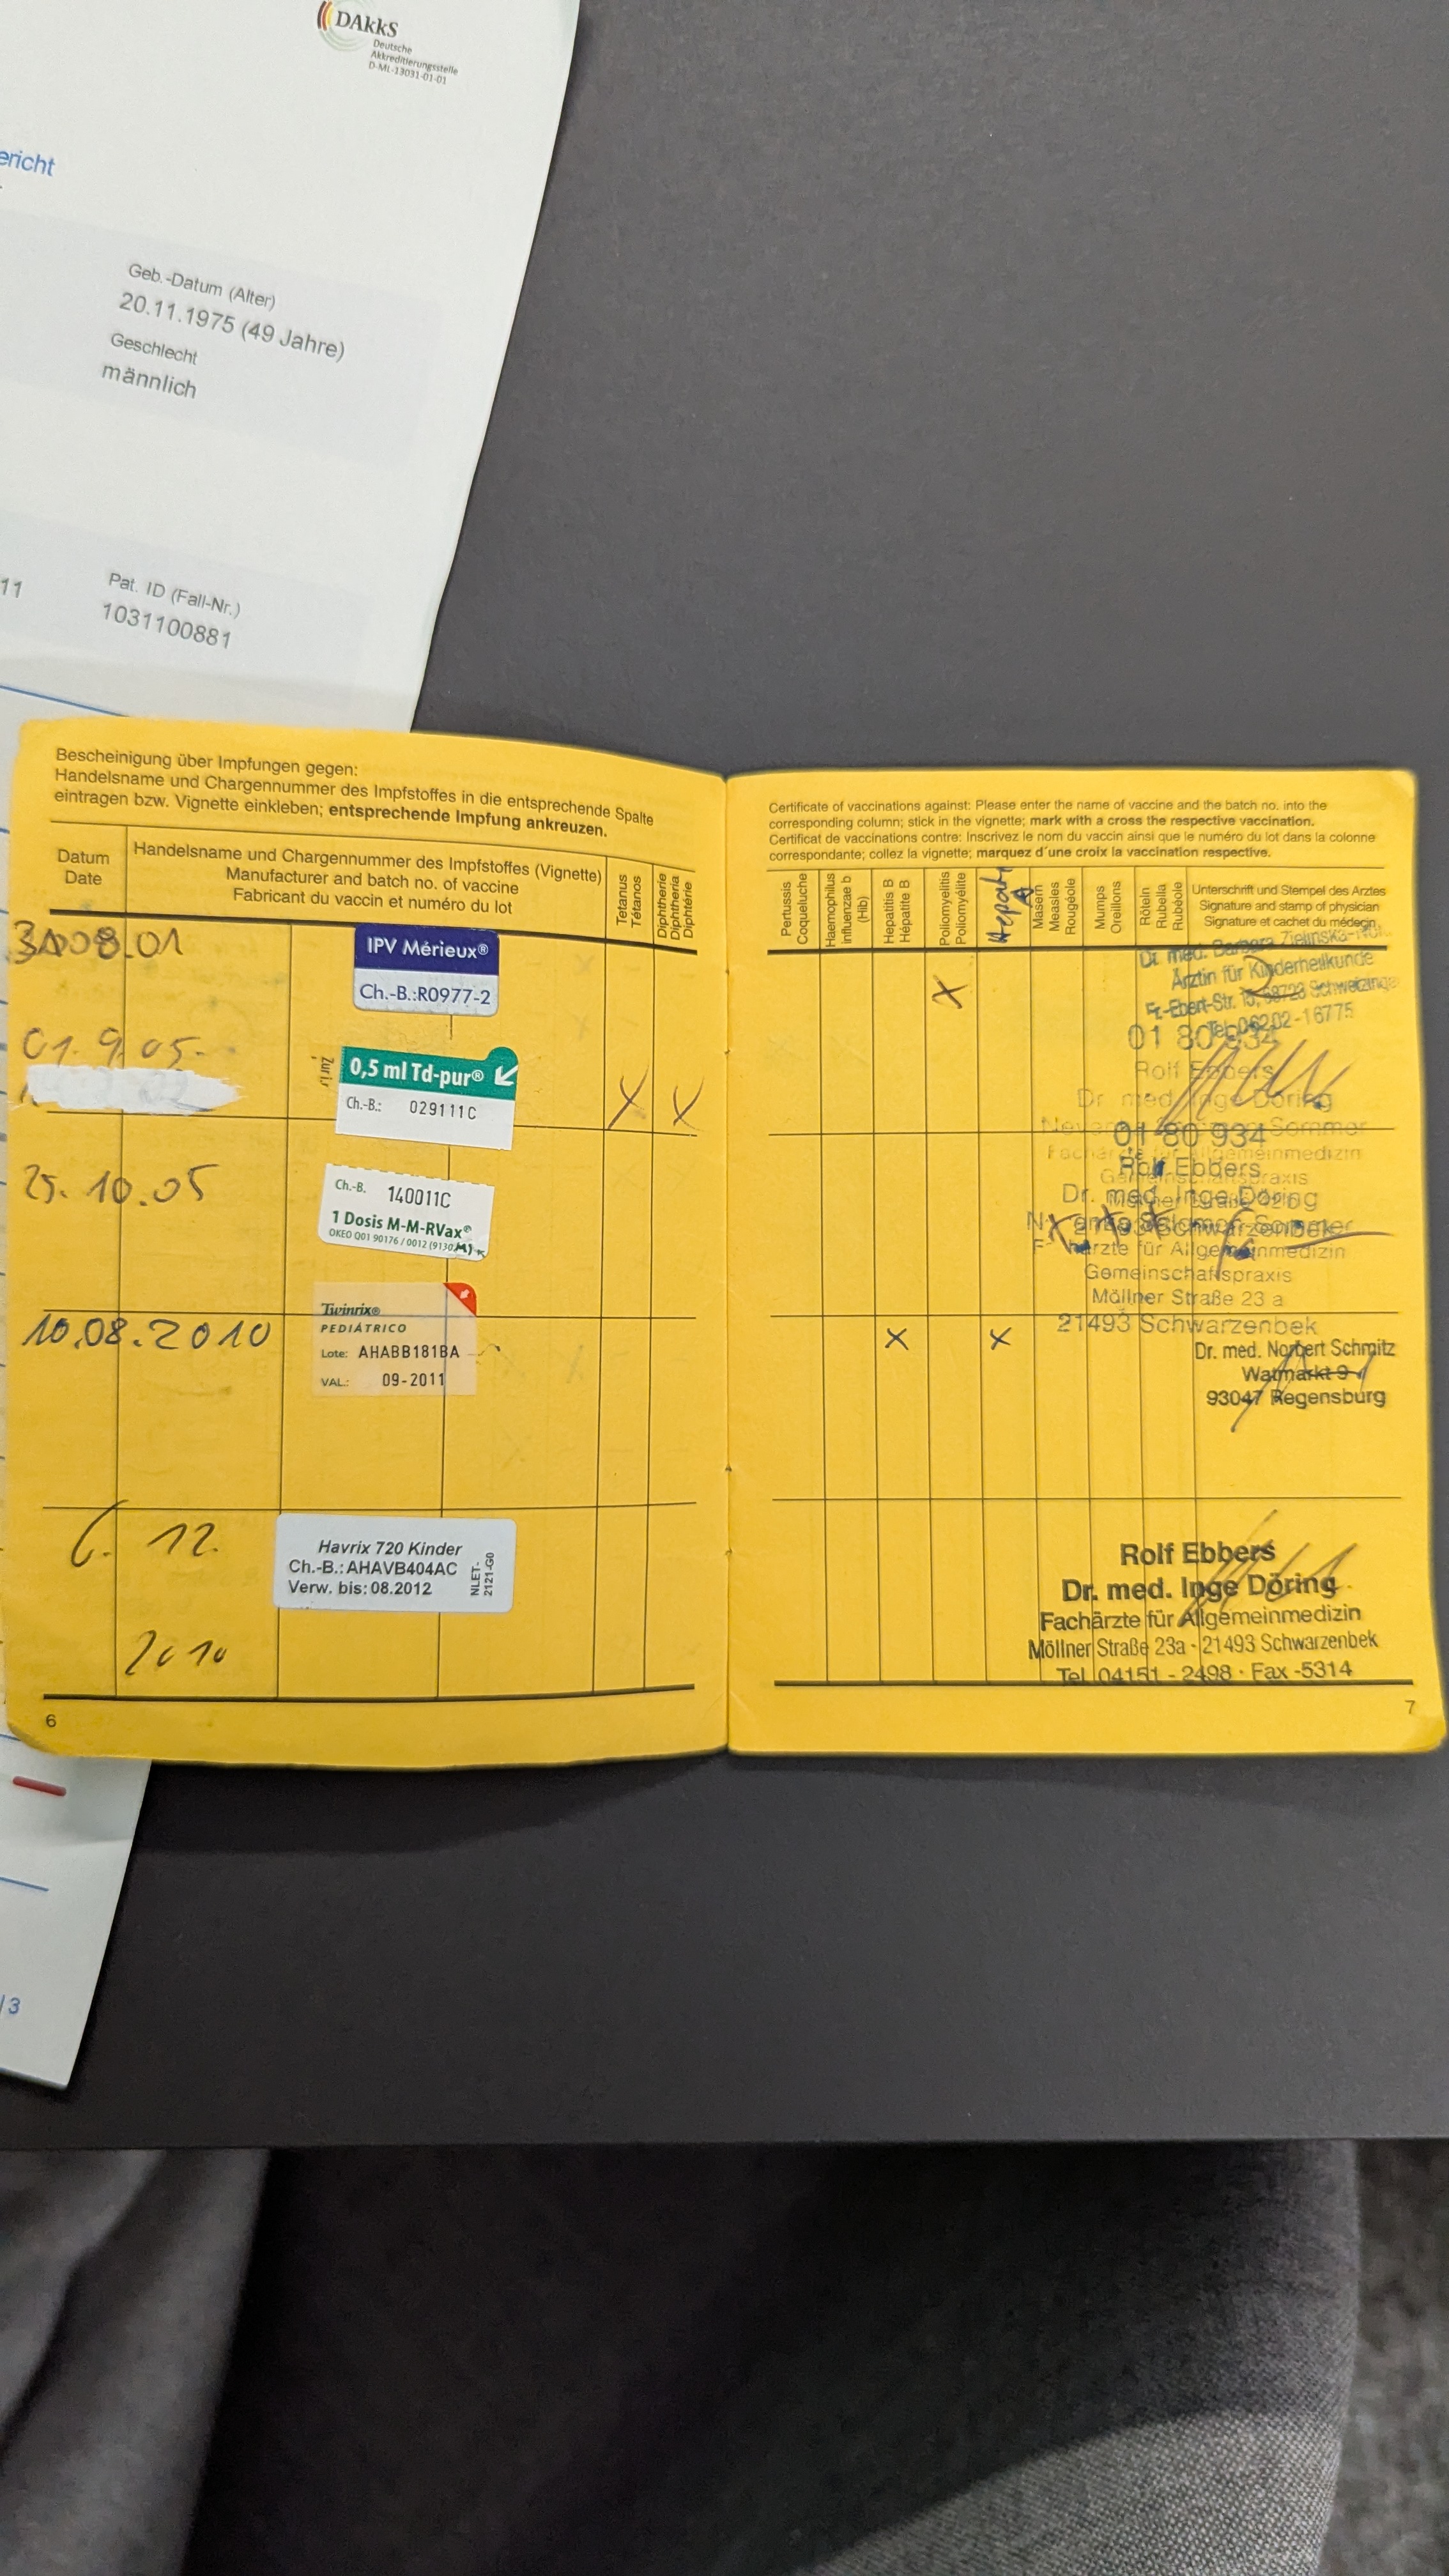 DAkkS
Deutsche
Akkreditierungsstelle
D-ML-13031-01-01
ericht
Geb.-Datum (Alter)
20.11.1975 (49 Jahre)
Geschlecht
männlich
11
Pat. ID (Fall-Nr.)
1031100881
Bescheinigung über Impfungen gegen:
Handelsname und Chargennummer des Impfstoffes in die entsprechende Spalte
eintragen bzw. Vignette einkleben; entsprechende Impfung ankreuzen.
Datum
Date
Handelsname und Chargennummer des Impfstoffes (Vignette)
Manufacturer and batch no. of vaccine
Fabricant du vaccin et numéro du lot
Tetanus
Tétanos
Diphtherie
Diphtheria
Diphtérie
08.01
IPV Mérieux®
Ch.-B.:R0977-2
01.9.05.
0,5 ml Td-pur®
Ch.-B.: 029111C
X X
25.10.05
Ch.-B. 140011C
1 Dosis M-M-RVax®
OKEO Q01 90176 / 0012
10.08.2010
Twinrix®
PEDIÁTRICO
Lote: AHABB181BA
VAL.: 09-2011
6. 12.
2010
Havrix 720 Kinder
Ch.-B.: AHAVB404AC
Verw. bis: 08.2012
NLET-
2121-G0
6
Certificate of vaccinations against: Please enter the name of vaccine and the batch no. into the
corresponding column; stick in the vignette; mark with a cross the respective vaccination.
Certificat de vaccinations contre: Inscrivez le nom du vaccin ainsi que le numéro du lot dans la colonne
correspondante; collez la vignette; marquez d'une croix la vaccination respective.
Pertussis
Coqueluche
Haemophilus
influenzae b
(Hib)
Hepatitis B
Hépatite B
Poliomyelitis
Poliomyélite
A
Masern
Measles
Rougéole
Mumps
Oreillons
Röteln
Rubella
Rubéole
Unterschrift und Stempel des Arztes
Signature and stamp of physician
Signature et cachet du médecin
Dr. med. Barbara Zielinska-
Ärztin für Kinderheilkunde
Fr.-Ebert-Str.
Tel. 06202-16775
X
01 80 934
Rolf Ebbers
Dr med Inge Döring
Sommer
Fachärzte für Allgemeinmedizin
01 80 934
Rolf Ebbers
Dr. med. Inge Döring
Fachärzte für Allgemeinmedizin
Gemeinschaftspraxis
Möllner Straße 23 a
21493 Schwarzenbek
X X
Dr. med. Norbert Schmitz
Watmarkt 9
93047 Regensburg
Rolf Ebbers
Dr. med. Inge Döring
Fachärzte für Allgemeinmedizin
Möllner Straße 23a · 21493 Schwarzenbek
Tel. 04151 - 2498 · Fax -5314
7
/3